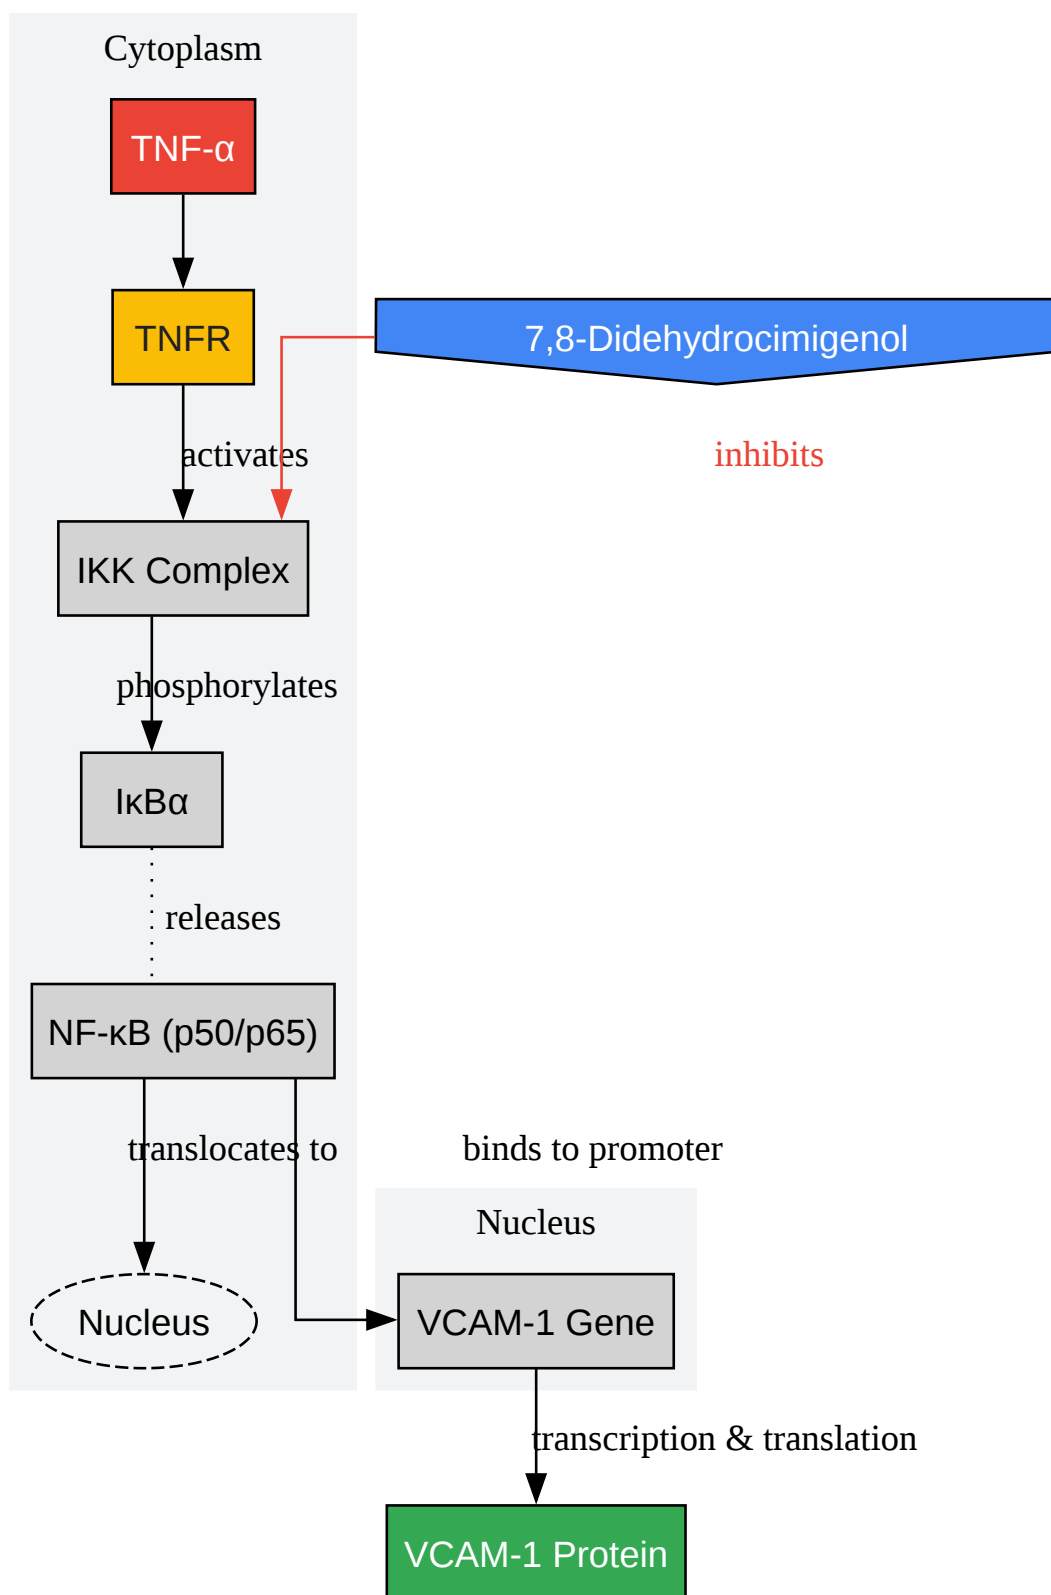 Cytoplasm
TNF-α
TNFR
7,8-Didehydrocimigenol
activates
inhibits
IKK Complex
phosphorylates
IκBα
releases
NF-κB (p50/p65)
translocates to
binds to promoter
Nucleus
Nucleus
VCAM-1 Gene
transcription & translation
VCAM-1 Protein